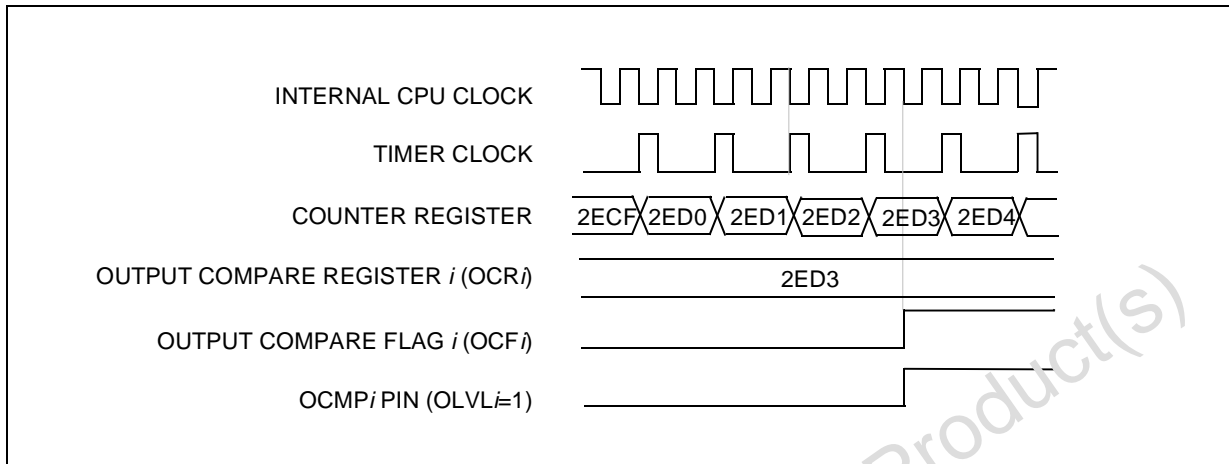 INTERNAL CPU CLOCK
TIMER CLOCK
COUNTER REGISTER 2ECF 2ED0 2ED1 2ED2 2ED3 2ED4
OUTPUT COMPARE REGISTER i (OCRi) 2ED3
OUTPUT COMPARE FLAG i (OCFi)
OCMPi PIN (OLVLi=1)
Product(s)